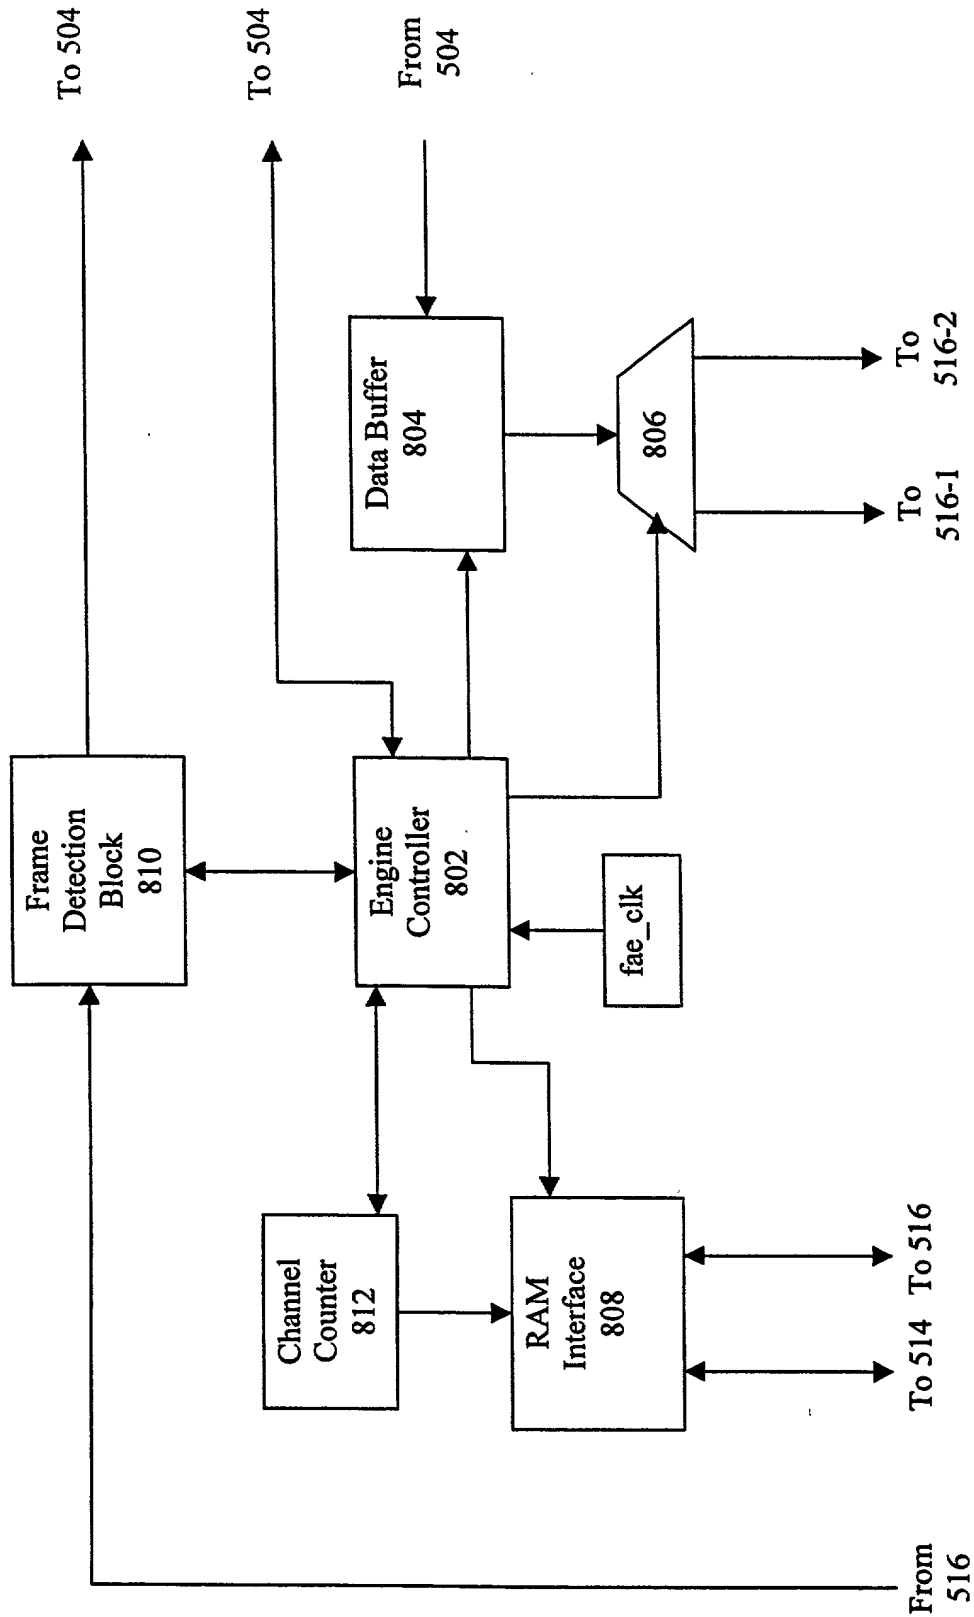 From
516
Frame
Detection
Block
810
To 504
Channel
Counter
812
Engine
Controller
802
To 504
Data Buffer
804
From
504
RAM
Interface
808
fae_clk
806
To 514
To 516
To
516-1
To
516-2